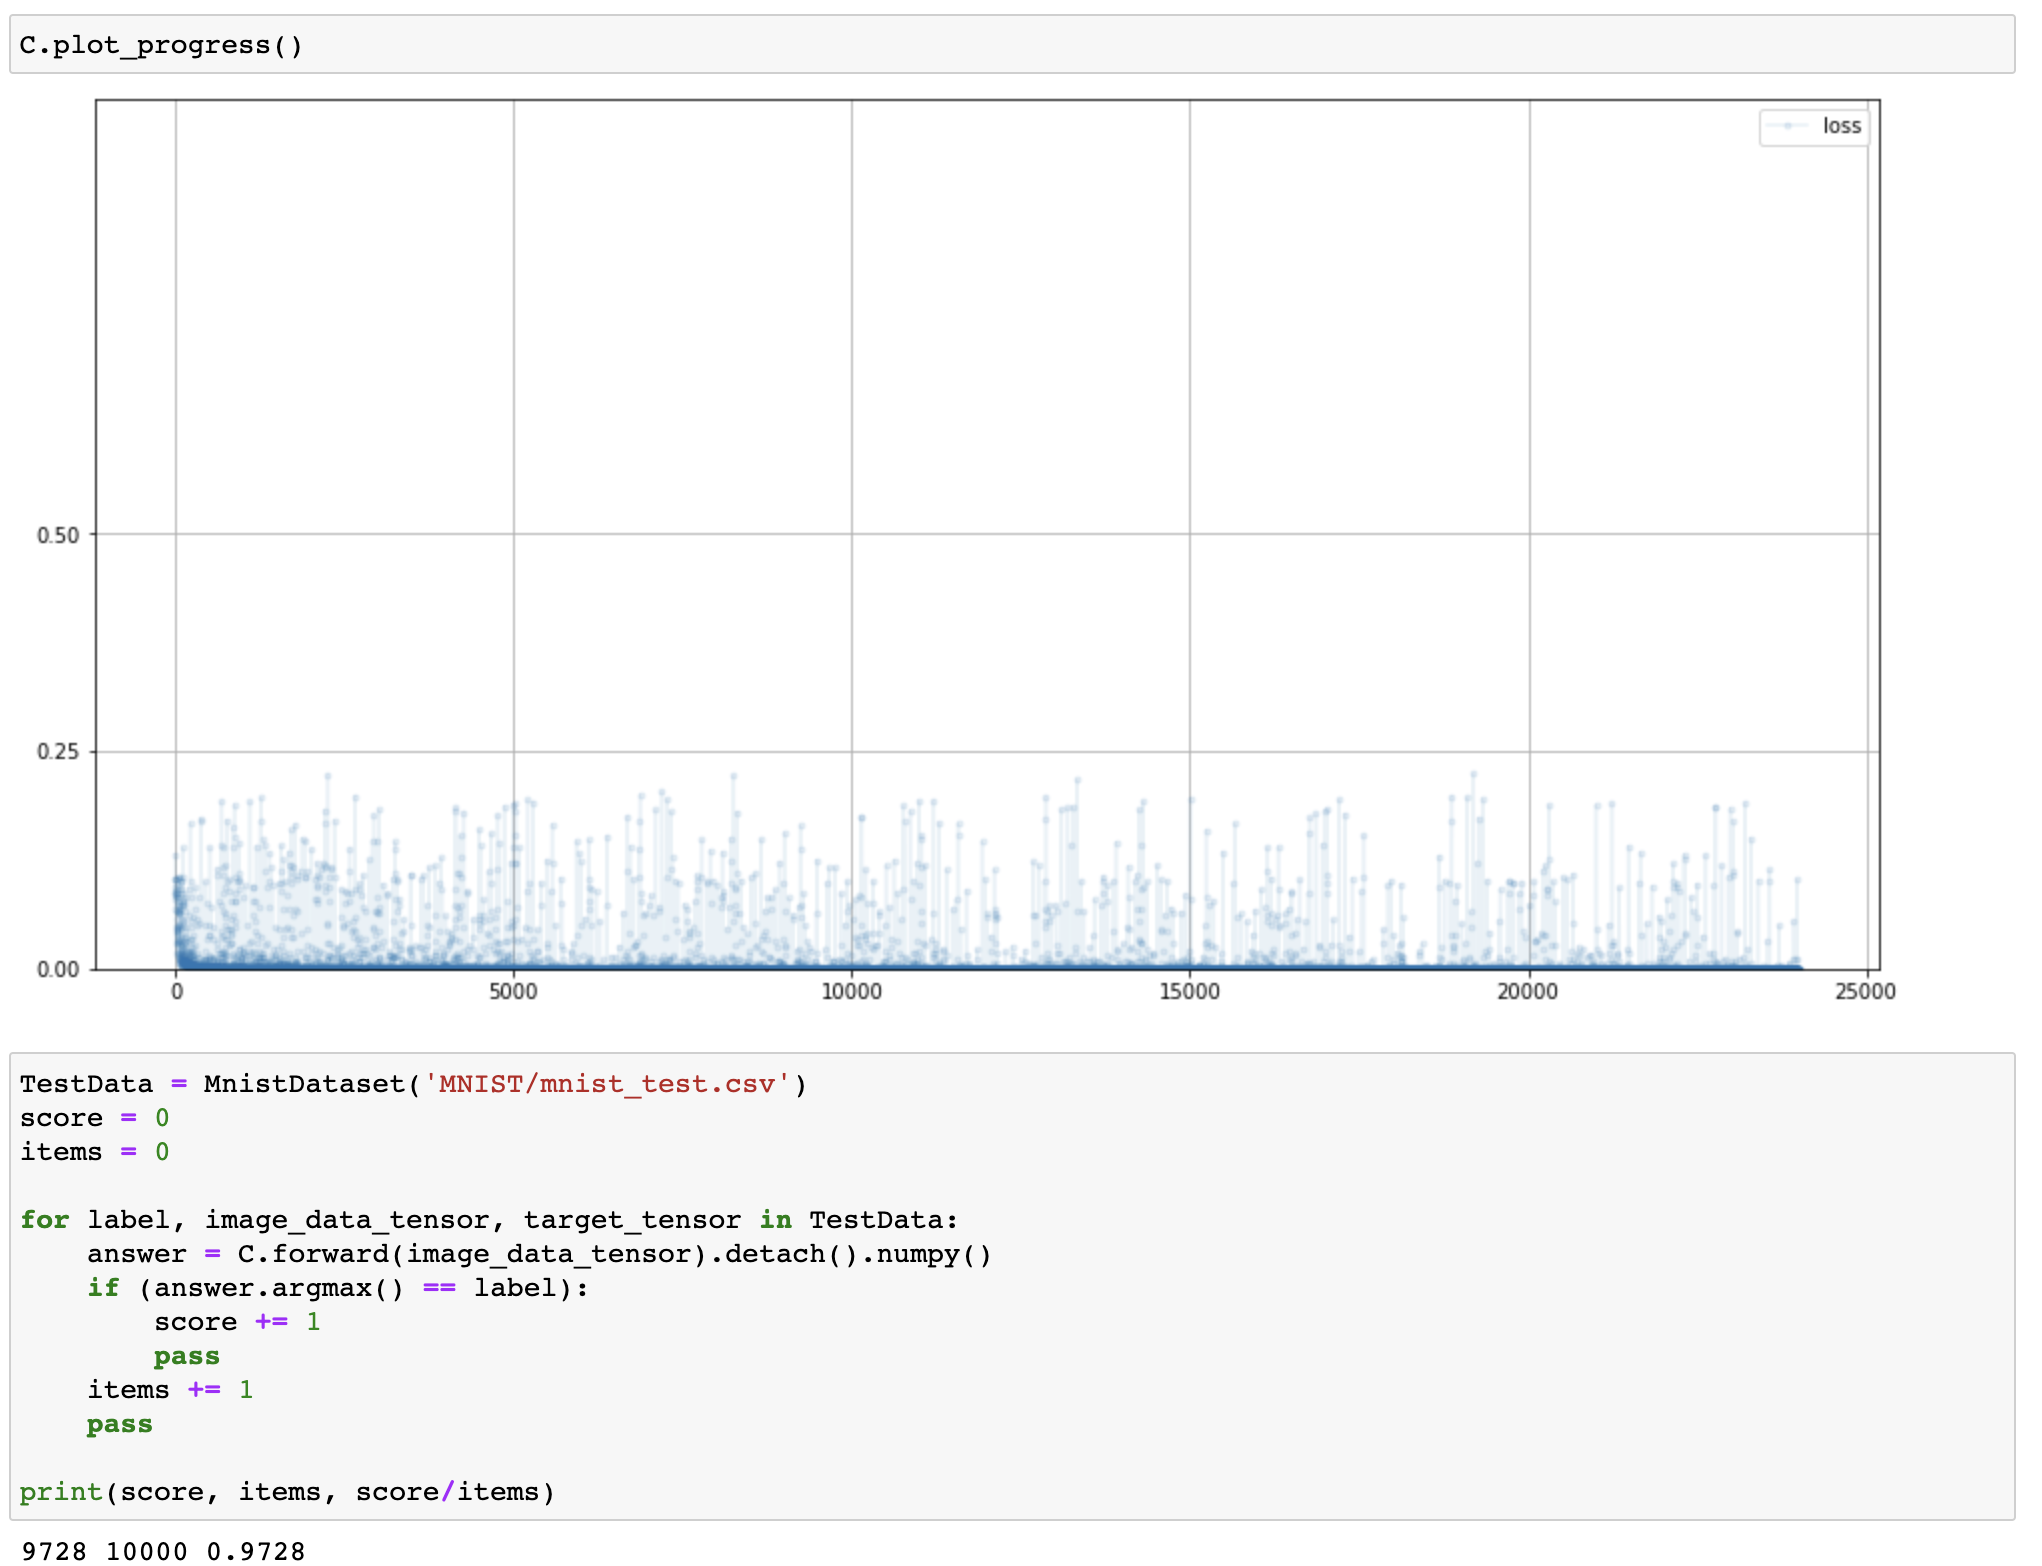 C.plot_progress()
loss
0.50
0.25
0.00
0 5000 10000 15000 20000 25000
TestData = MnistDataset('MNIST/mnist_test.csv')
score = 0
items = 0
for label, image_data_tensor, target_tensor in TestData:
    answer = C.forward(image_data_tensor).detach().numpy()
    if (answer.argmax() == label):
        score += 1
        pass
    items += 1
    pass
print(score, items, score/items)
9728 10000 0.9728